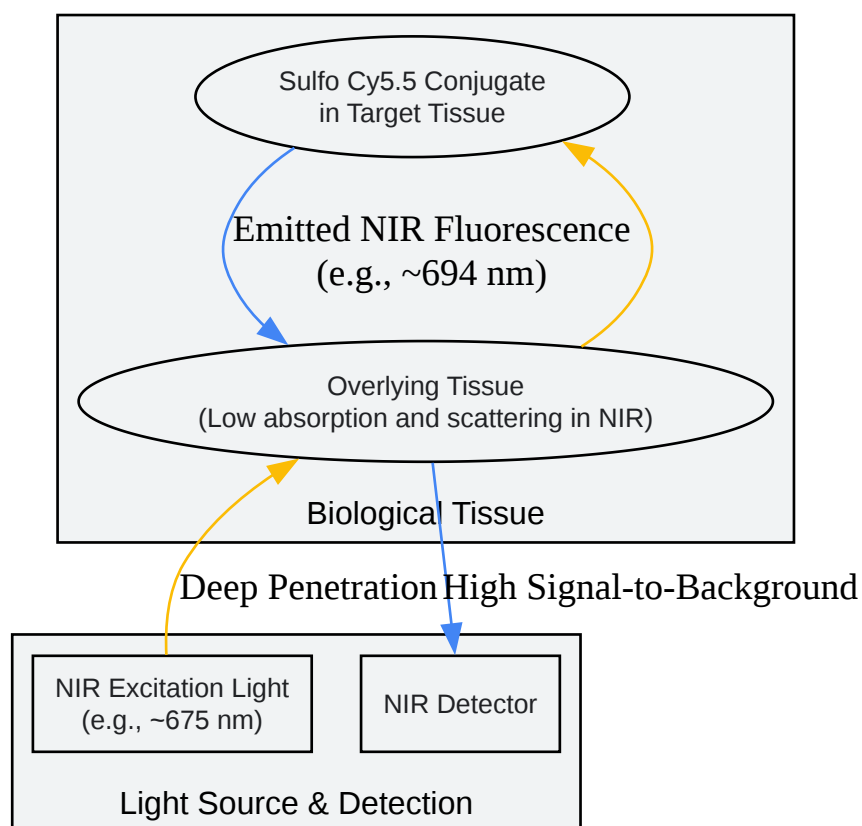 Sulfo Cy5.5 Conjugate
in Target Tissue
Emitted NIR Fluorescence
(e.g., ~694 nm)
Overlying Tissue
(Low absorption and scattering in NIR)
Biological Tissue
Deep Penetration
High Signal-to-Background
NIR Excitation Light
(e.g., ~675 nm)
NIR Detector
Light Source & Detection